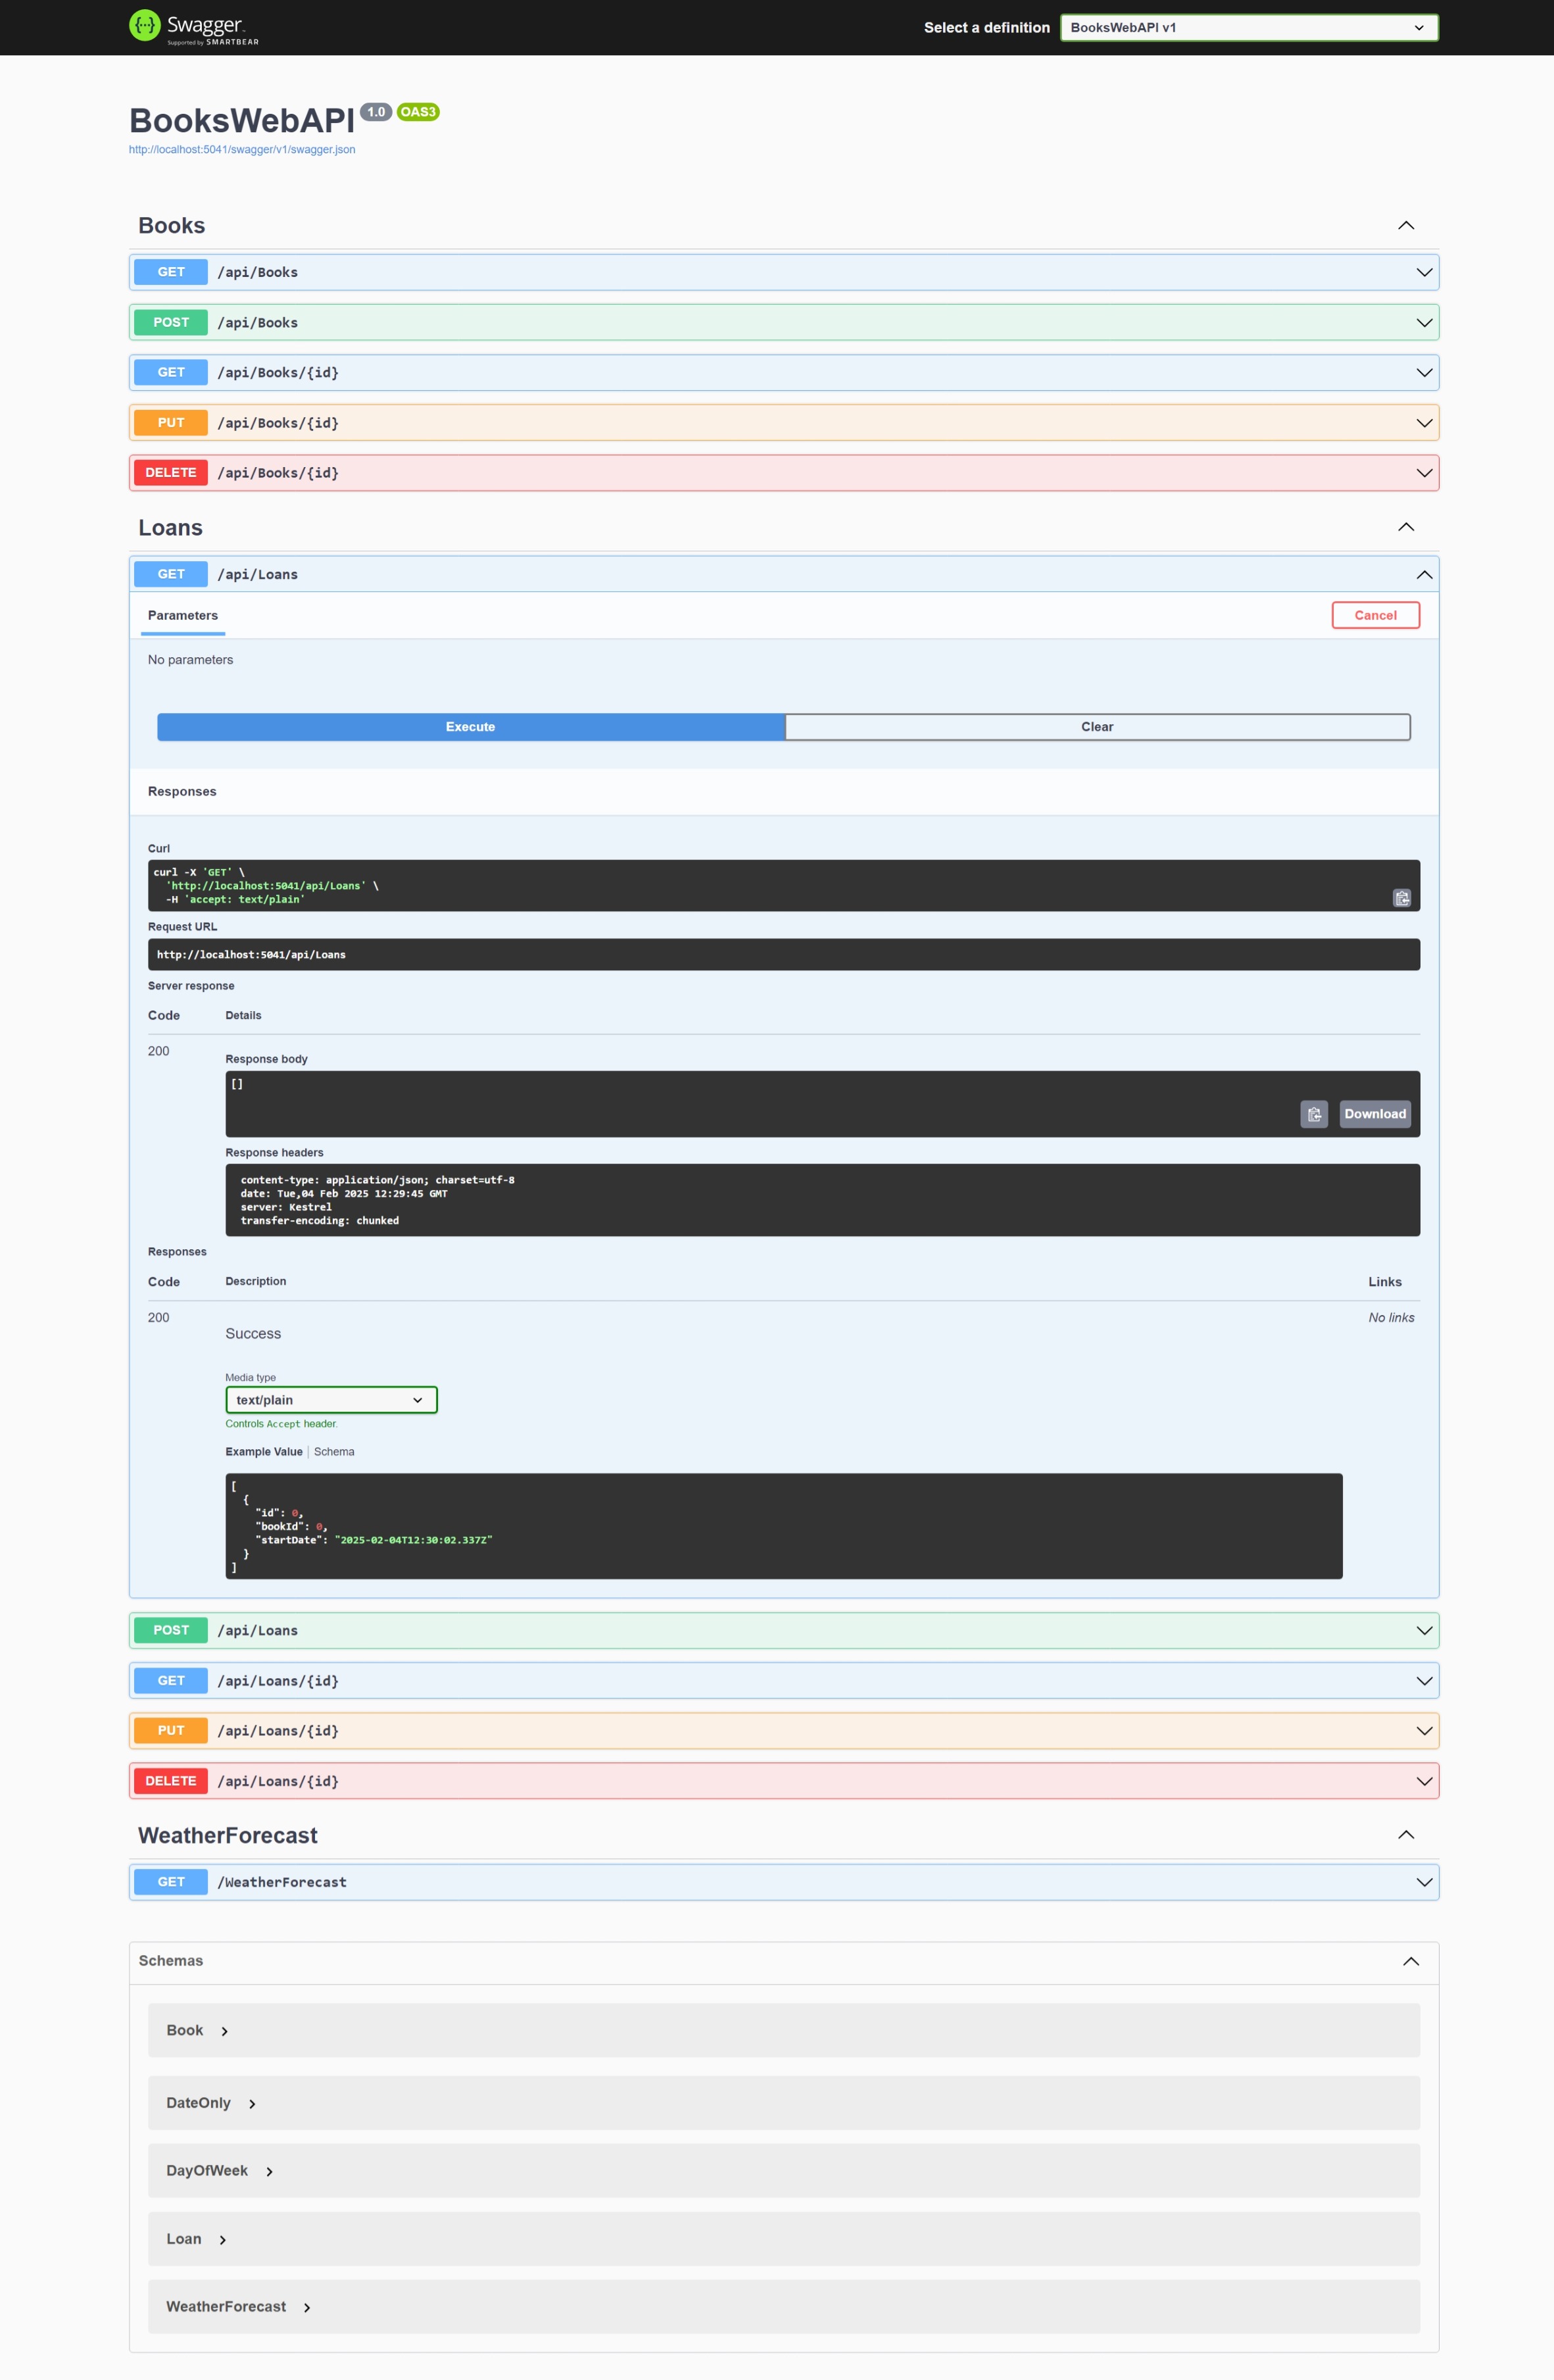 Swagger
Supported by SMARTBEAR
Select a definition
BooksWebAPI v1
BooksWebAPI 1.0 OAS3
http://localhost:5041/swagger/v1/swagger.json
Books
GET /api/Books
POST /api/Books
GET /api/Books/{id}
PUT /api/Books/{id}
DELETE /api/Books/{id}
Loans
GET /api/Loans
Parameters
Cancel
No parameters
Execute
Clear
Responses
Curl
curl -X 'GET' \
  'http://localhost:5041/api/Loans' \
  -H 'accept: text/plain'
Request URL
http://localhost:5041/api/Loans
Server response
Code Details
200
Response body
[]
Download
Response headers
content-type: application/json; charset=utf-8
date: Tue,04 Feb 2025 12:29:45 GMT
server: Kestrel
transfer-encoding: chunked
Responses
Code Description Links
200
Success
No links
Media type
text/plain
Controls Accept header.
Example Value Schema
[
  {
    "id": 0,
    "bookId": 0,
    "startDate": "2025-02-04T12:30:02.337Z"
  }
]
POST /api/Loans
GET /api/Loans/{id}
PUT /api/Loans/{id}
DELETE /api/Loans/{id}
WeatherForecast
GET /WeatherForecast
Schemas
Book
DateOnly
DayOfWeek
Loan
WeatherForecast